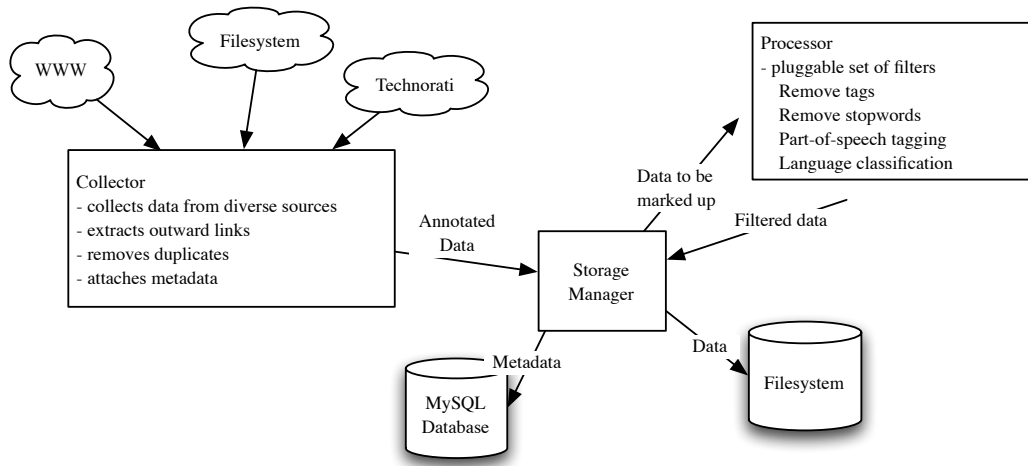 WWW
Filesystem
Technorati
Processor
- pluggable set of filters
Remove tags
Remove stopwords
Part-of-speech tagging
Language classification
Collector
- collects data from diverse sources
- extracts outward links
- removes duplicates
- attaches metadata
Annotated
Data
Data to be
marked up
Filtered data
Storage
Manager
Metadata
Data
MySQL
Database
Filesystem